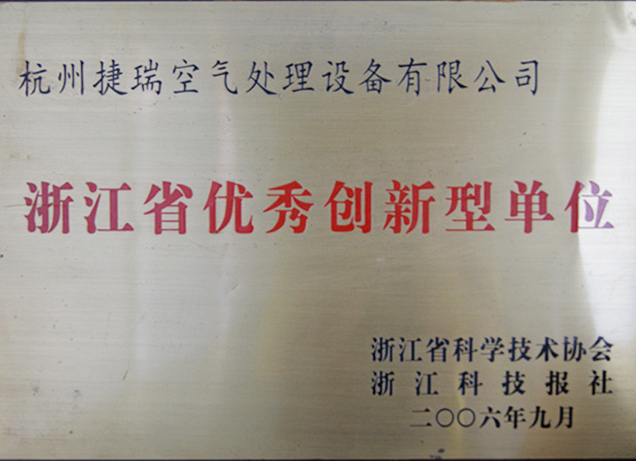 杭州捷瑞空气处理设备有限公司
浙江省优秀创新型单位
浙江省科学技术协会
浙江科技报社
二〇〇六年九月